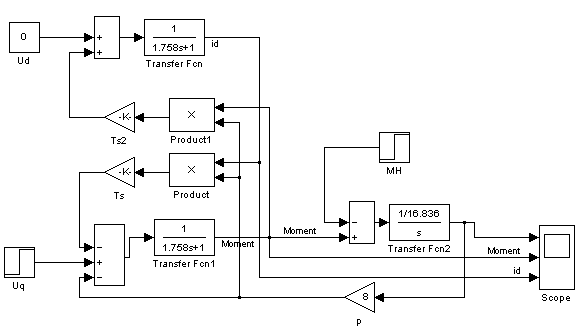 0
Ud
+
+
1
1.758s+1
Transfer Fcn
id
-K-
Ts2
×
Product1
-K-
Ts
×
Product
MH
Uq
−
+
−
1
1.758s+1
Transfer Fcn1
Moment
Moment
−
+
1/16.836
s
Transfer Fcn2
Moment
id
Scope
8
p